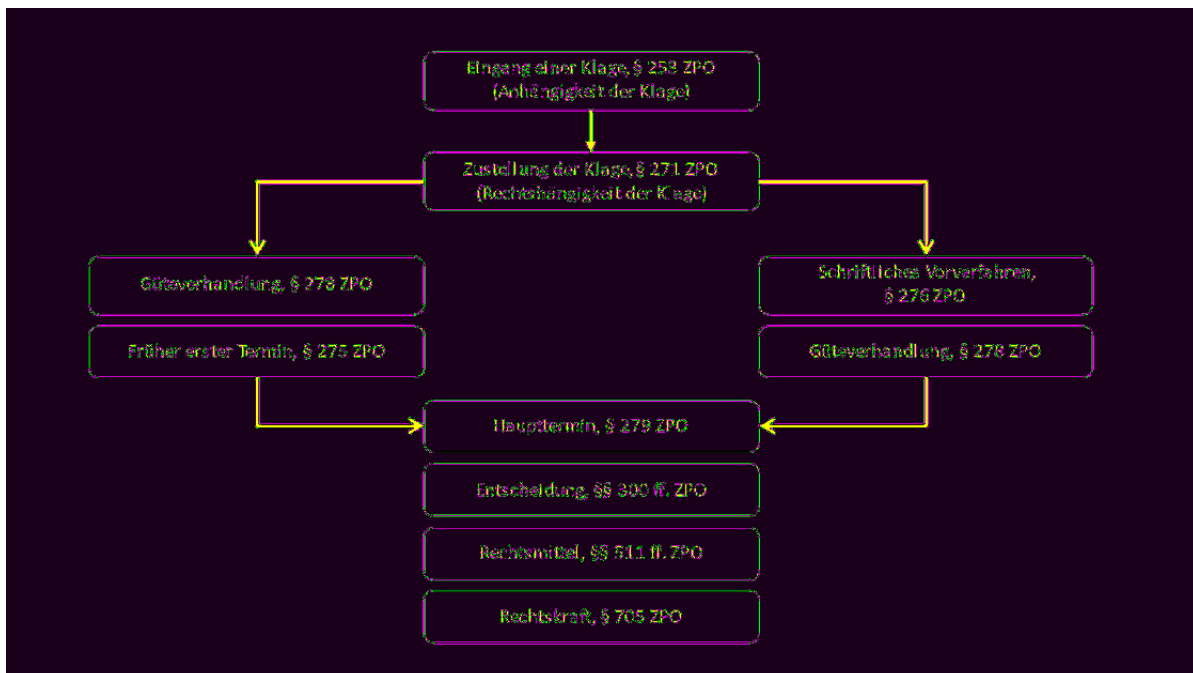 Eingang einer Klage, § 253 ZPO
(Anhängigkeit der Klage)
Zustellung der Klage, § 271 ZPO
(Rechtshängigkeit der Klage)
Güteverhandlung, § 278 ZPO
Früher erster Termin, § 275 ZPO
Schriftliches Vorverfahren,
§ 276 ZPO
Güteverhandlung, § 278 ZPO
Haupttermin, § 279 ZPO
Entscheidung, §§ 300 ff. ZPO
Rechtsmittel, §§ 511 ff. ZPO
Rechtskraft, § 705 ZPO